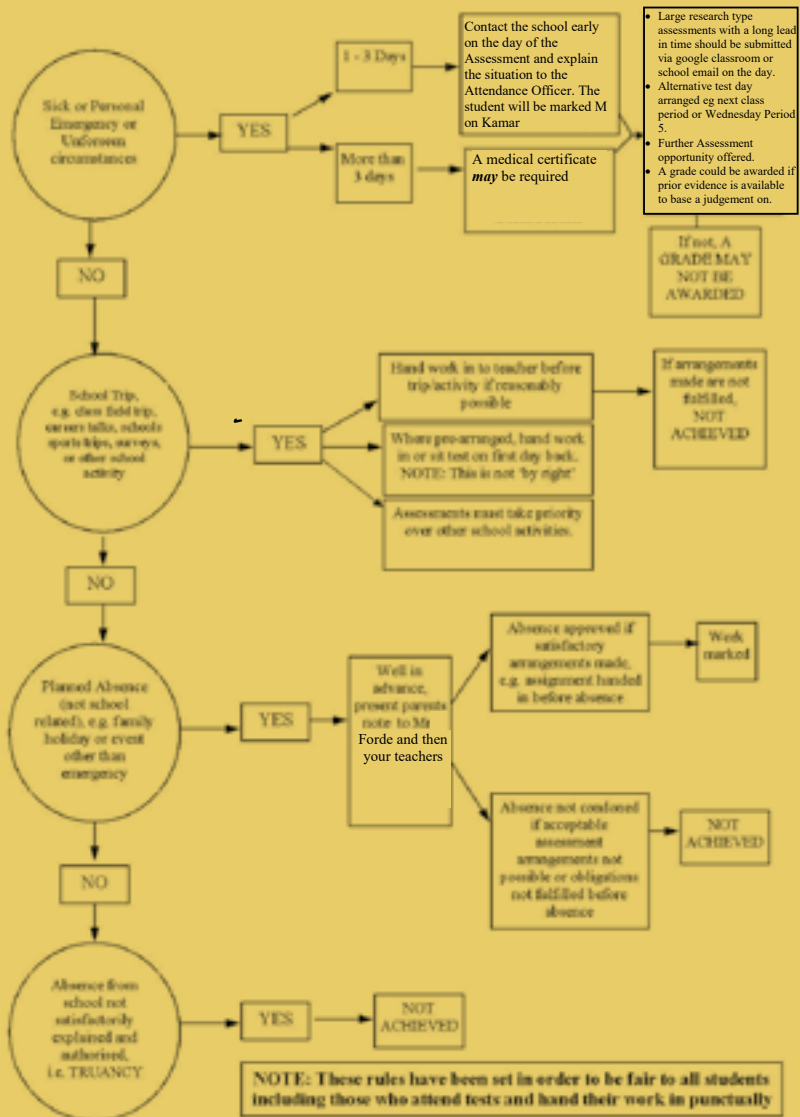 Sick or Personal
Emergency or
Unforseen
circumstances
YES
1 - 3 Days
Contact the school early
on the day of the
Assessment and explain
the situation to the
Attendance Officer. The
student will be marked M
on Kamar
More than
3 days
A medical certificate
may be required
• Large research type
assessments with a long lead
in time should be submitted
via google classroom or
school email on the day.
• Alternative test day
arranged eg next class
period or Wednesday Period
5.
• Further Assessment
opportunity offered.
• A grade could be awarded if
prior evidence is available
to base a judgement on.
If not, A
GRADE MAY
NOT BE
AWARDED
NO
School Trip,
e.g. class field trip,
careers talks, schools
sports trips, surveys,
or other school
activity
YES
Hand work in to teacher before
trip/activity if reasonably
possible
Where pre-arranged, hand work
in or sit test on first day back.
NOTE: This is not 'by right'
Assessments must take priority
over other school activities.
If arrangements
made are not
fulfilled,
NOT
ACHIEVED
NO
Planned Absence
(not school
related), e.g. family
holiday or event
other than
emergency
YES
Well in
advance,
present parents
note to Mr
Forde and then
your teachers
Absence approved if
satisfactory
arrangements made,
e.g. assignment handed
in before absence
Work
marked
Absence not condoned
if acceptable
assessment
arrangements not
possible or obligations
not fulfilled before
absence
NOT
ACHIEVED
NO
Absence from
school not
satisfactorily
explained and
authorised,
i.e. TRUANCY
YES
NOT
ACHIEVED
NOTE: These rules have been set in order to be fair to all students
including those who attend tests and hand their work in punctually